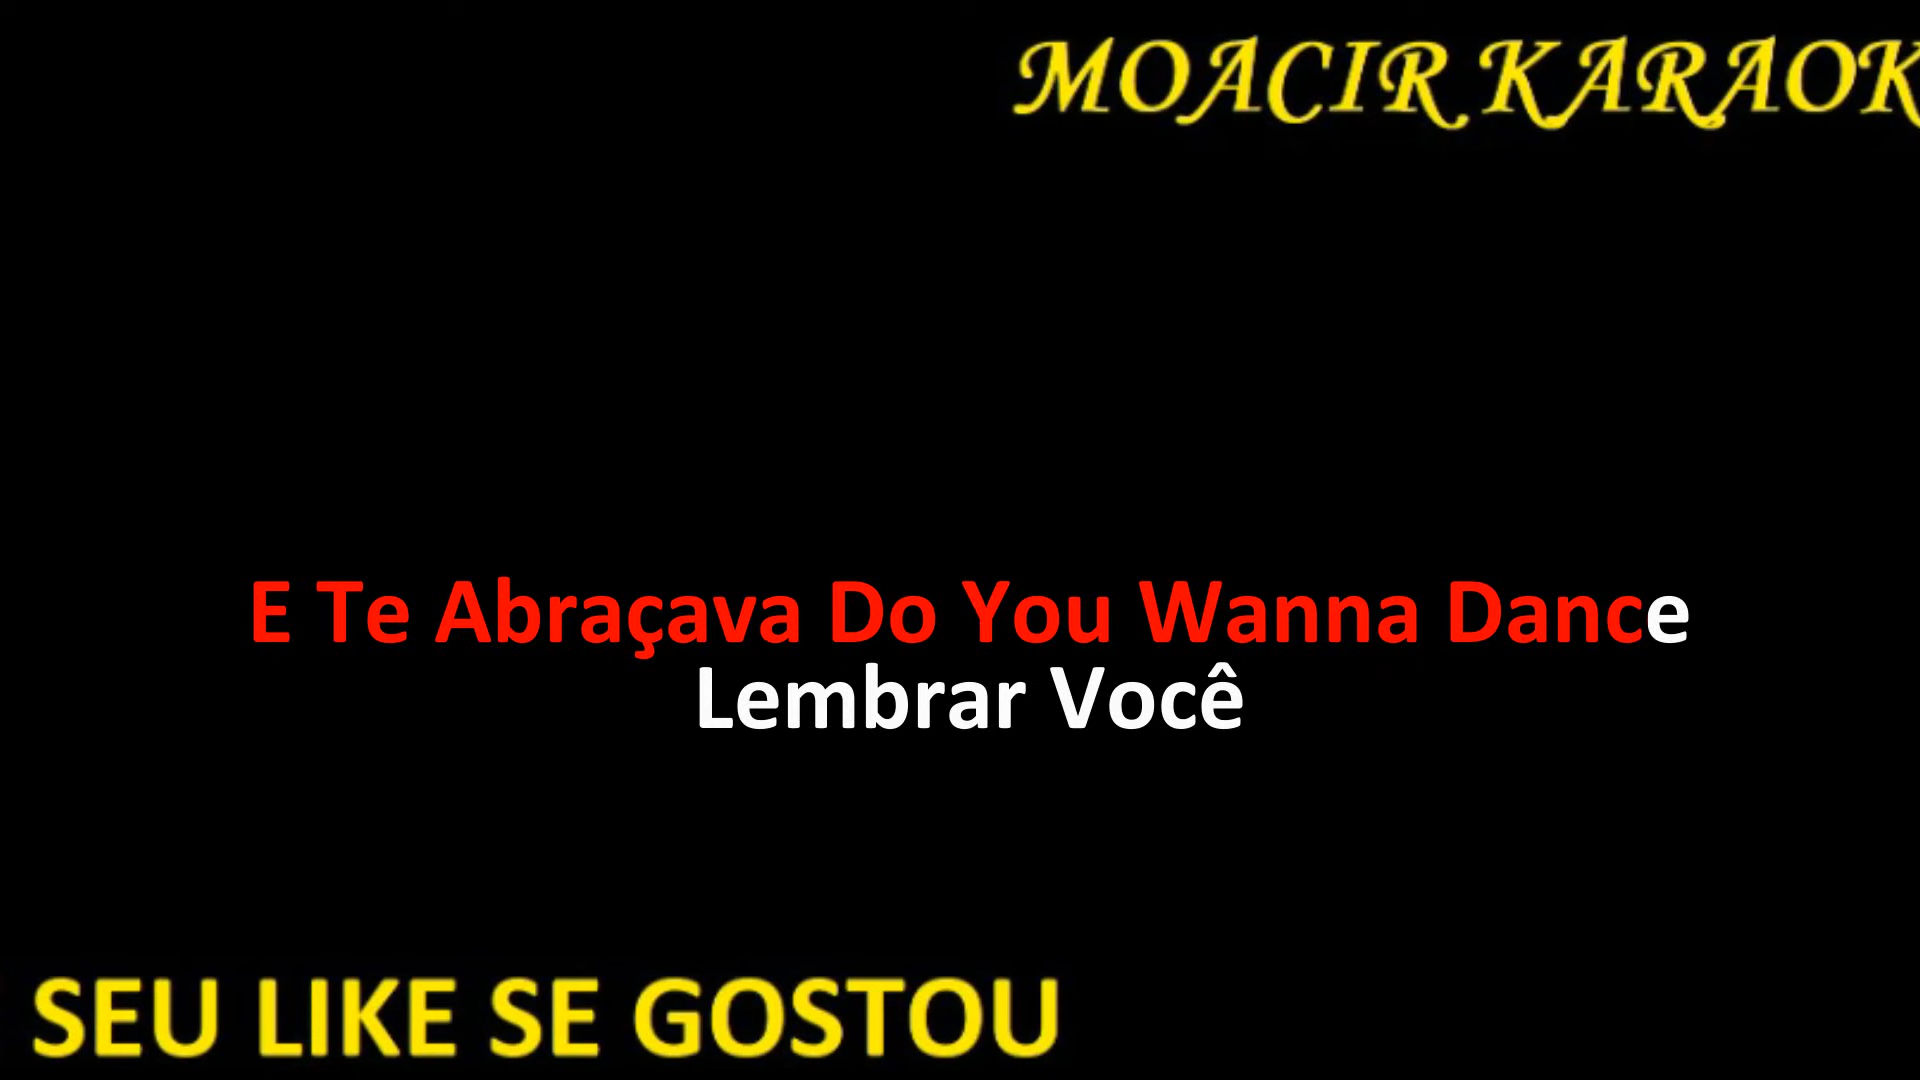 MOACIR KARAOK
E Te Abraçava Do You Wanna Dance
Lembrar Você
SEU LIKE SE GOSTOU